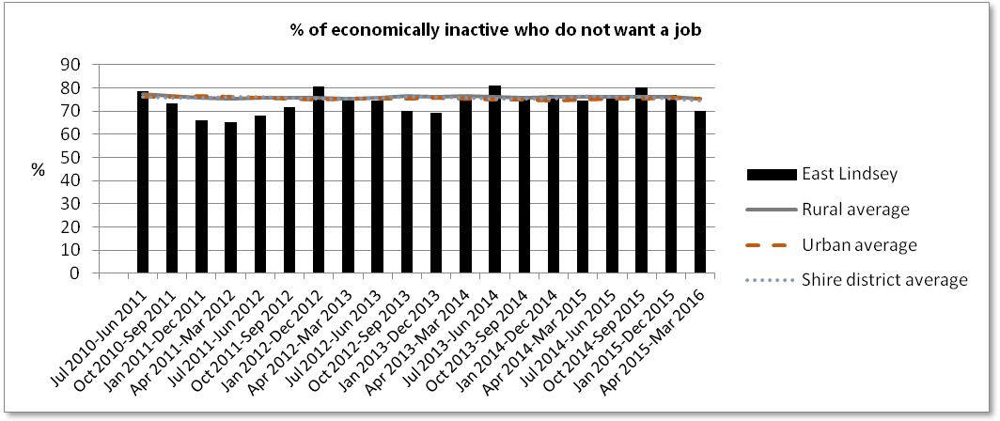 % of economically inactive who do not want a job
90
80
70
60
50
40
30
20
10
0
%
Jul 2010-Jun 2011
Oct 2010-Sep 2011
Jan 2011-Dec 2011
Apr 2011-Mar 2012
Jul 2011-Jun 2012
Oct 2011-Sep 2012
Jan 2012-Dec 2012
Apr 2012-Mar 2013
Jul 2012-Jun 2013
Oct 2012-Sep 2013
Jan 2013-Dec 2013
Apr 2013-Mar 2014
Jul 2013-Jun 2014
Oct 2013-Sep 2014
Jan 2014-Dec 2014
Apr 2014-Mar 2015
Jul 2014-Jun 2015
Oct 2014-Sep 2015
Jan 2015-Dec 2015
Apr 2015-Mar 2016
East Lindsey
Rural average
Urban average
Shire district average